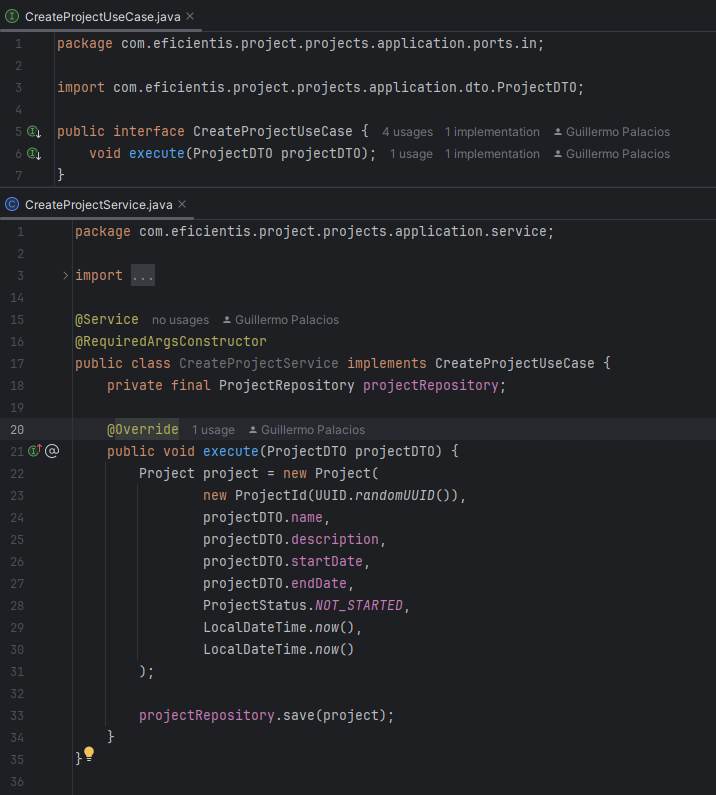 CreateProjectUseCase.java
1 package com.eficientis.project.projects.application.ports.in;
2
3 import com.eficientis.project.projects.application.dto.ProjectDTO;
4
5 public interface CreateProjectUseCase { 4 usages 1 implementation Guillermo Palacios
6 void execute(ProjectDTO projectDTO); 1 usage 1 implementation Guillermo Palacios
7 }
CreateProjectService.java
1 package com.eficientis.project.projects.application.service;
2
3 import ...
14
15 @Service no usages Guillermo Palacios
16 @RequiredArgsConstructor
17 public class CreateProjectService implements CreateProjectUseCase {
18 private final ProjectRepository projectRepository;
19
20 @Override 1 usage Guillermo Palacios
21 public void execute(ProjectDTO projectDTO) {
22 Project project = new Project(
23 new ProjectId(UUID.randomUUID()),
24 projectDTO.name,
25 projectDTO.description,
26 projectDTO.startDate,
27 projectDTO.endDate,
28 ProjectStatus.NOT_STARTED,
29 LocalDateTime.now(),
30 LocalDateTime.now()
31 );
32
33 projectRepository.save(project);
34 }
35 }
36